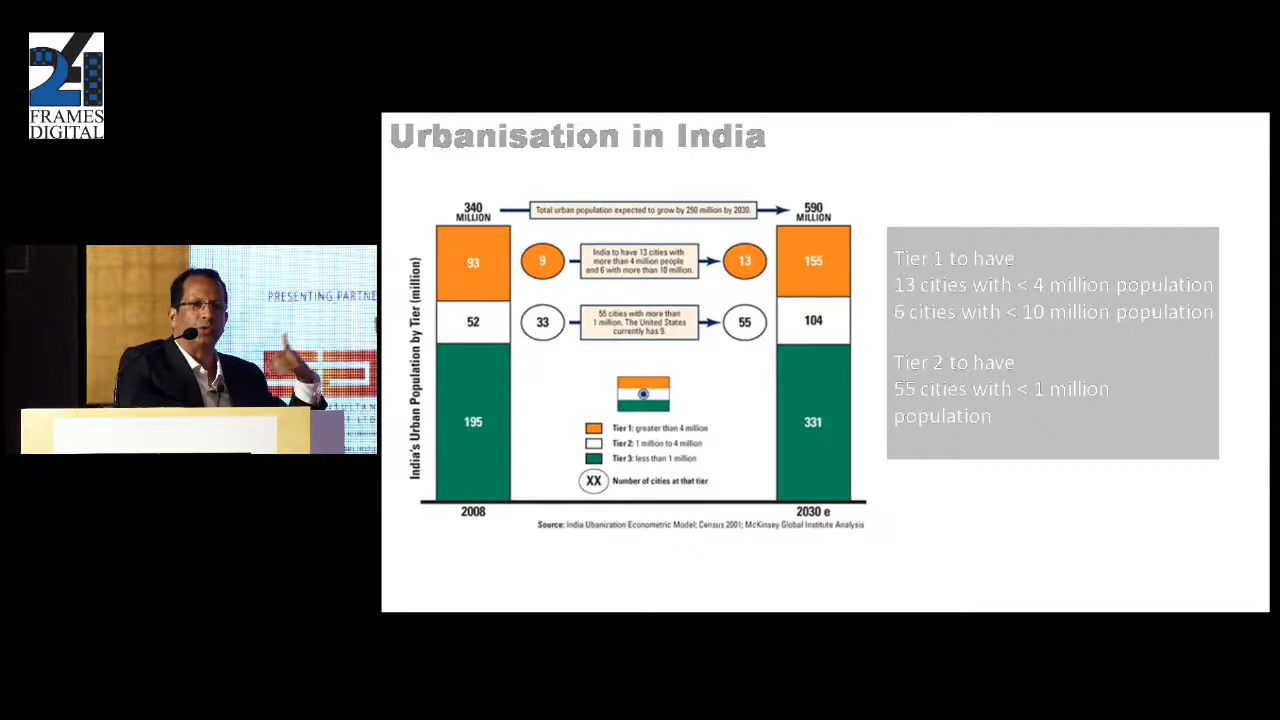 24
FRAMES
DIGITAL
Urbanisation in India
340
MILLION
Total urban population expected to grow by 250 million by 2030.
590
MILLION
India's Urban Population by Tier (million)
93
9
India to have 13 cities with
more than 4 million people
and 6 with more than 10 million.
13
155
52
33
55 cities with more than
1 million. The United States
currently has 9.
55
104
195
331
Tier 1: greater than 4 million
Tier 2: 1 million to 4 million
Tier 3: less than 1 million
XX
Number of cities at that tier
2008
2030 e
Source: India Ubanization Econometric Model; Census 2001; McKinsey Global Institute Analysis
Tier 1 to have
13 cities with < 4 million population
6 cities with < 10 million population
Tier 2 to have
55 cities with < 1 million
population
PRESENTING PARTNE